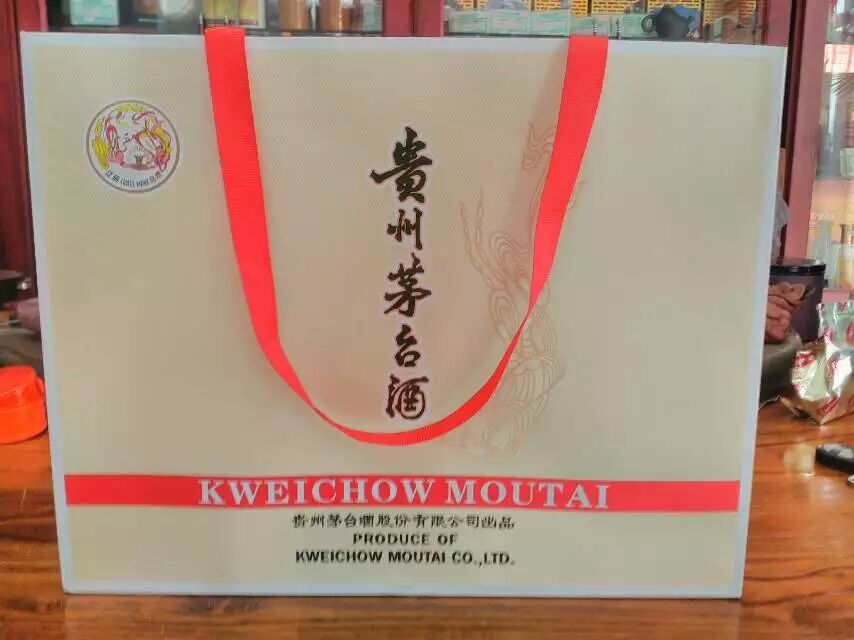 貴州茅台酒
KWEICHOW MOUTAI
贵州茅台酒股份有限公司出品
PRODUCE OF
KWEICHOW MOUTAI CO.,LTD.